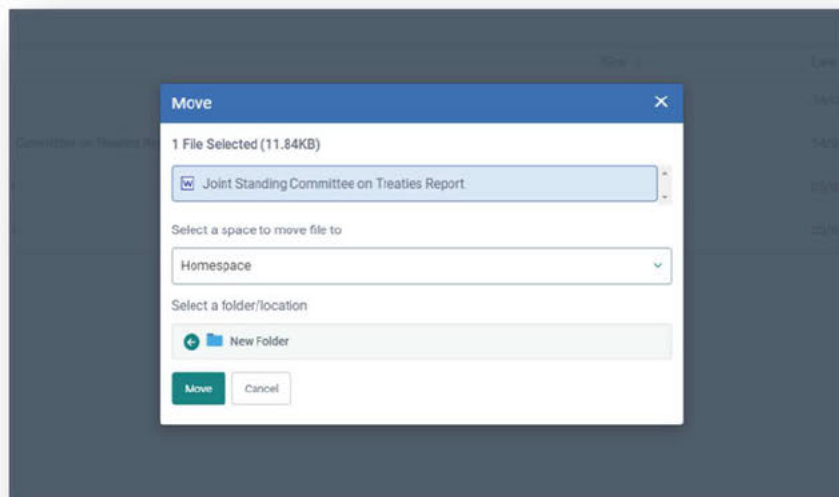 Move
1 File Selected (11.84KB)
Joint Standing Committee on Treaties Report
Select a space to move file to
Homespace
Select a folder/location
New Folder
Move
Cancel